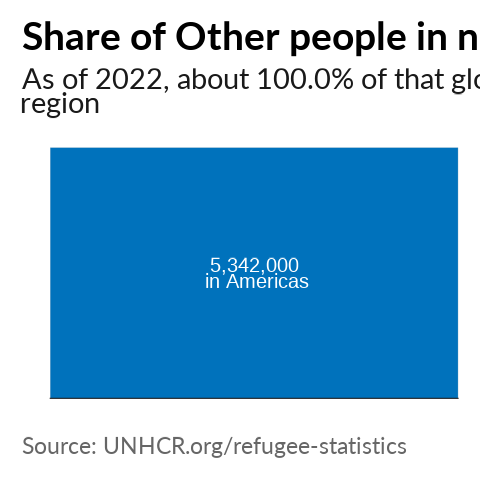 Share of Other people in n
As of 2022, about 100.0% of that glo
region
5,342,000
in Americas
Source: UNHCR.org/refugee-statistics